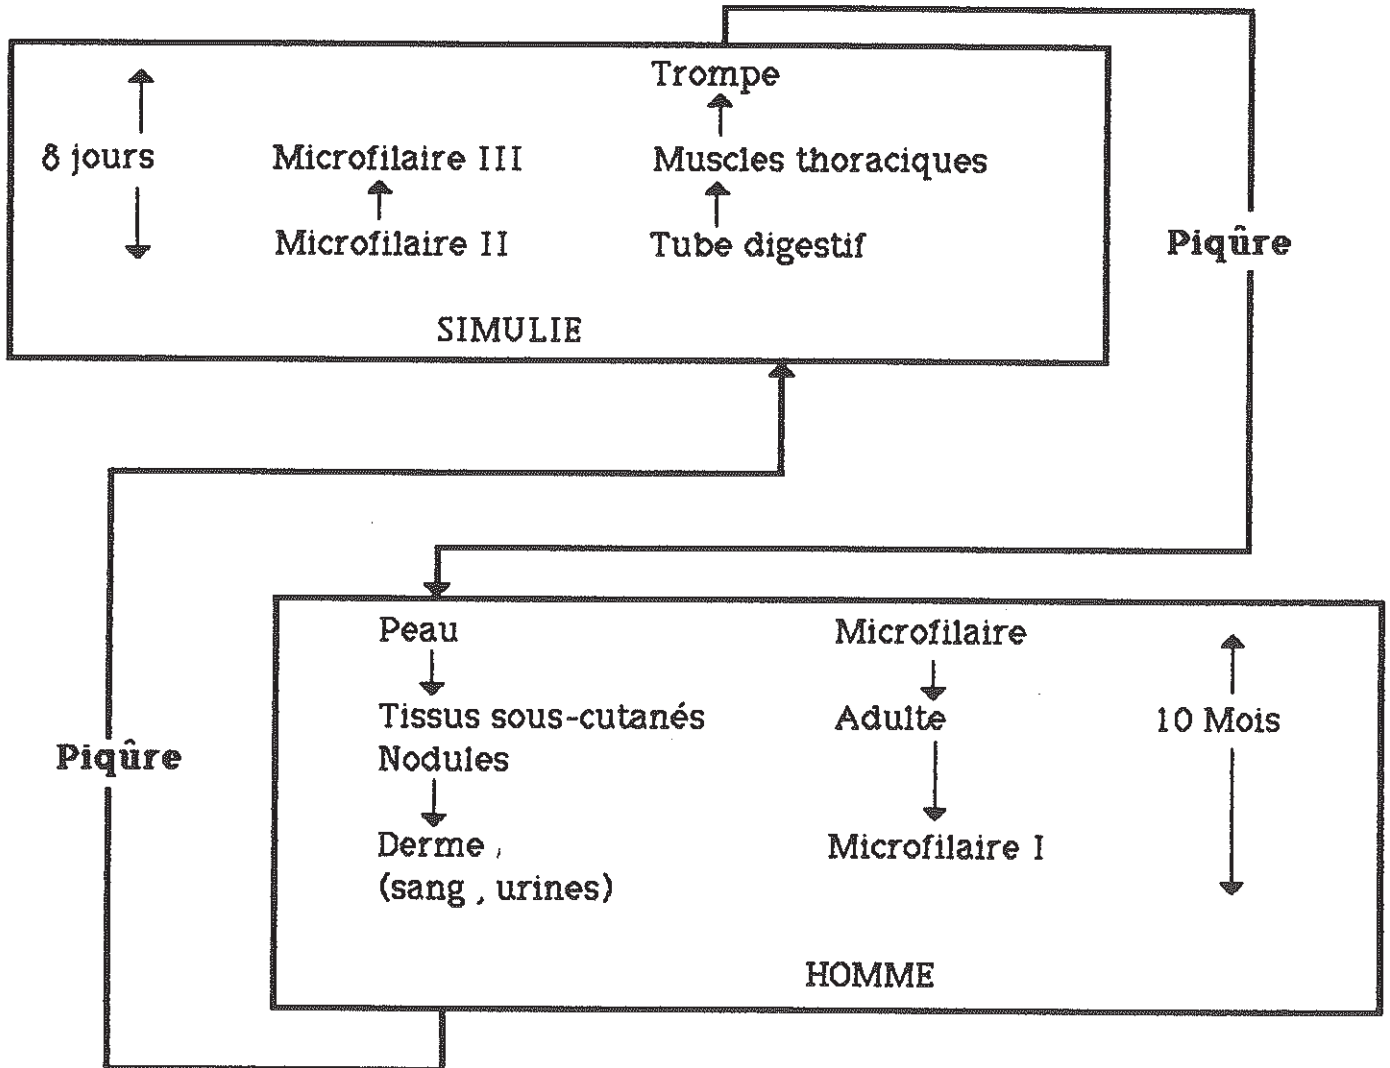 Trompe
8 jours
Microfilaire III
Muscles thoraciques
Microfilaire II
Tube digestif
Piqûre
SIMULIE
Peau
Microfilaire
Tissus sous-cutanés
Adulte
10 Mois
Nodules
Piqûre
Derme ,
Microfilaire I
(sang , urines)
HOMME